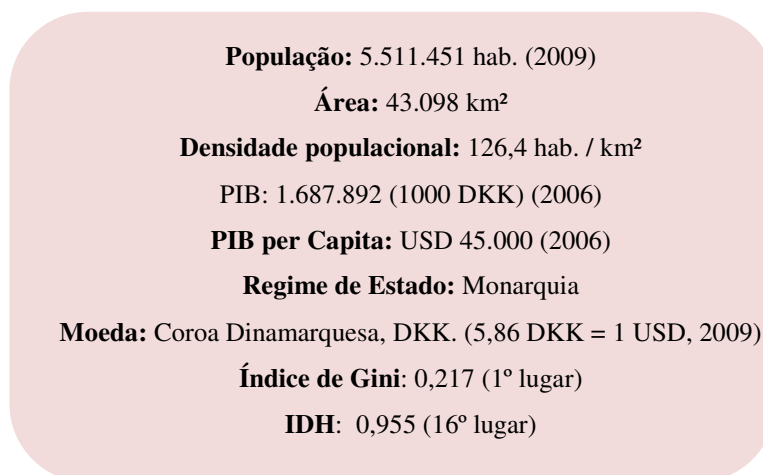 População: 5.511.451 hab. (2009)
Área: 43.098 km²
Densidade populacional: 126,4 hab. / km²
PIB: 1.687.892 (1000 DKK) (2006)
PIB per Capita: USD 45.000 (2006)
Regime de Estado: Monarquia
Moeda: Coroa Dinamarquesa, DKK. (5,86 DKK = 1 USD, 2009)
Índice de Gini: 0,217 (1º lugar)
IDH:  0,955 (16º lugar)